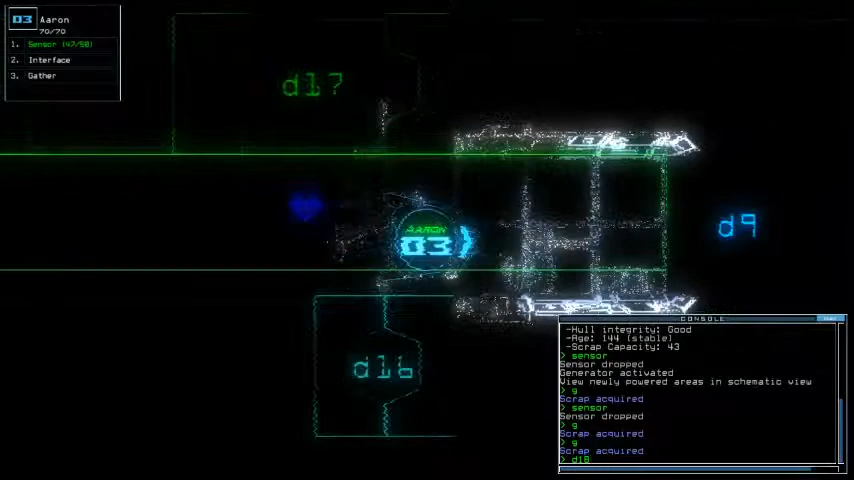 03 Aaron
70/70
1. Sensor (47/50)
2. Interface
3. Gather
d17
d9
AARON
03
d16
CONSOLE
-Hull integrity: Good
-Age: 144 (stable)
-Scrap Capacity: 43
> sensor
Sensor dropped
Generator activated
View newly powered areas in schematic view
> g
Scrap acquired
> sensor
Sensor dropped
> g
Scrap acquired
> g
Scrap acquired
> d18